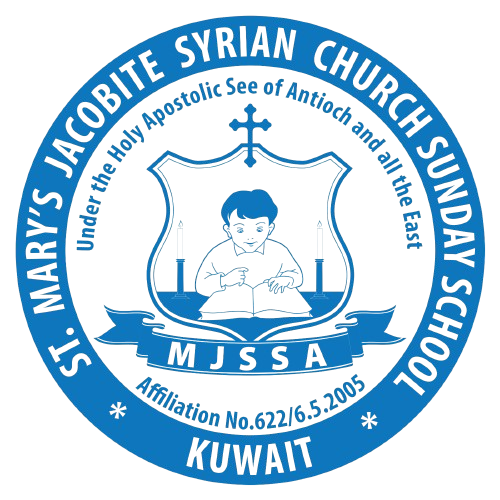 ST. MARY'S JACOBITE SYRIAN CHURCH SUNDAY SCHOOL
Under the Holy Apostolic See of Antioch and all the East
MJSSA
Affiliation No.622/6.5.2005
* KUWAIT *